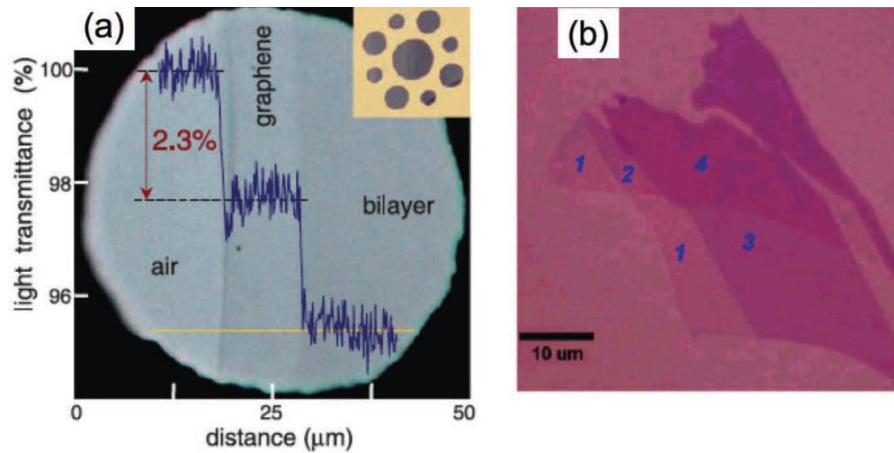 (a)
light transmittance (%)
100
98
96
2.3%
graphene
air
bilayer
0
25
50
distance (μm)
(b)
1
2
4
1
3
10 um